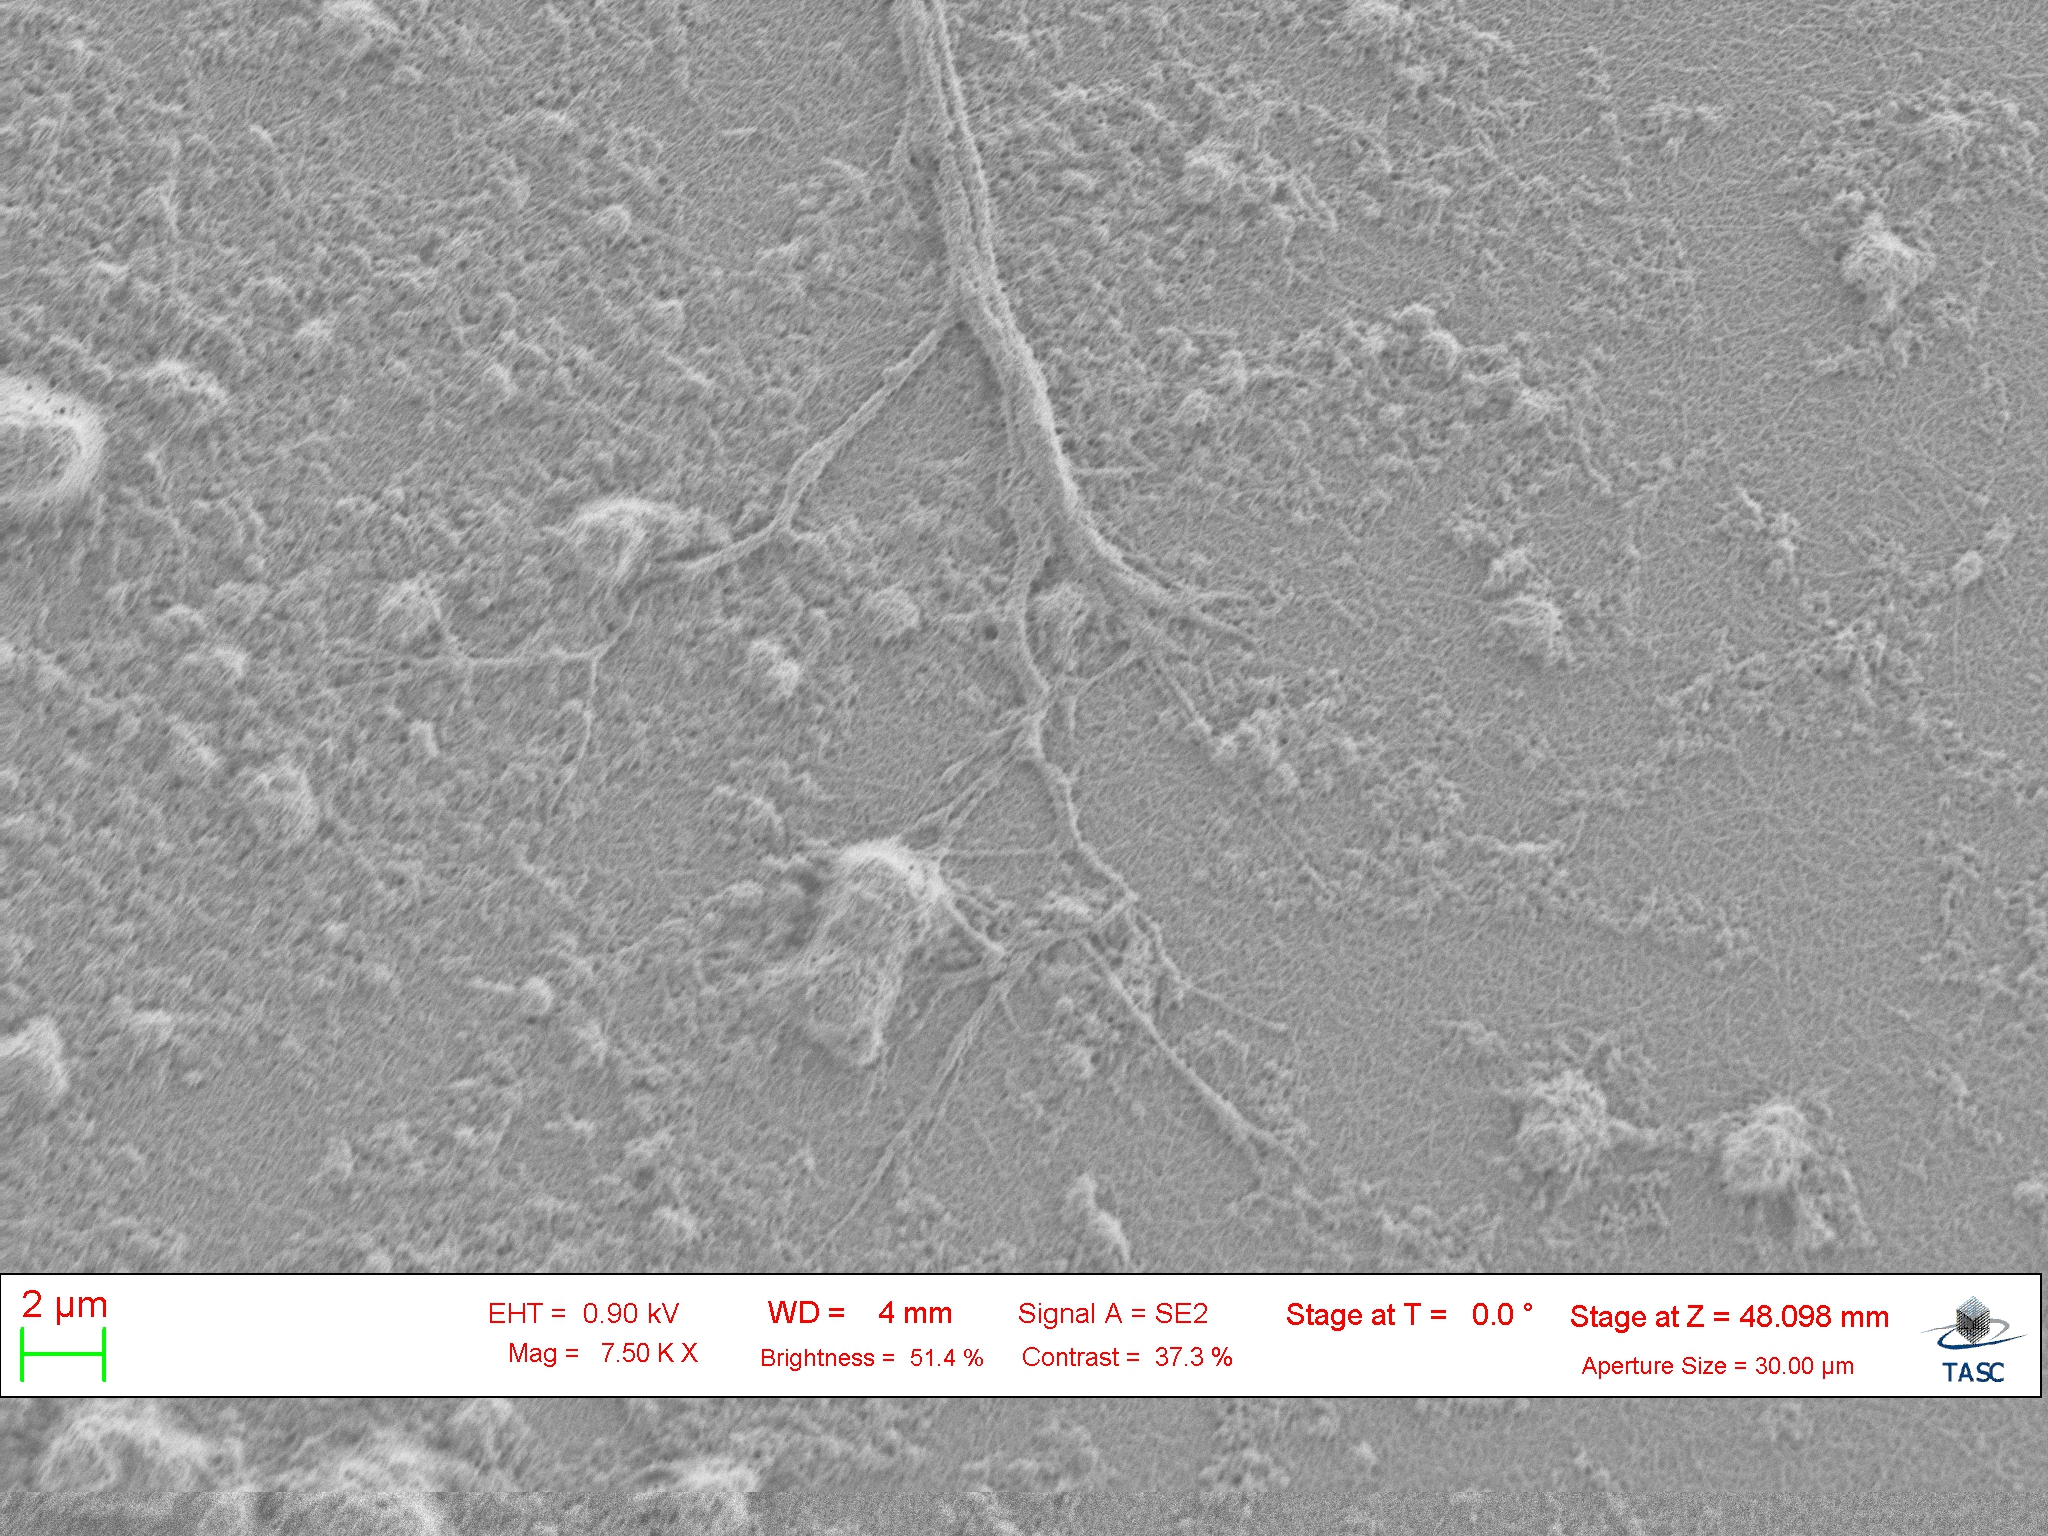 2 µm
EHT = 0.90 kV
WD = 4 mm
Signal A = SE2
Stage at T = 0.0 °
Stage at Z = 48.098 mm
Mag = 7.50 K X
Brightness = 51.4 %
Contrast = 37.3 %
Aperture Size = 30.00 µm
TASC